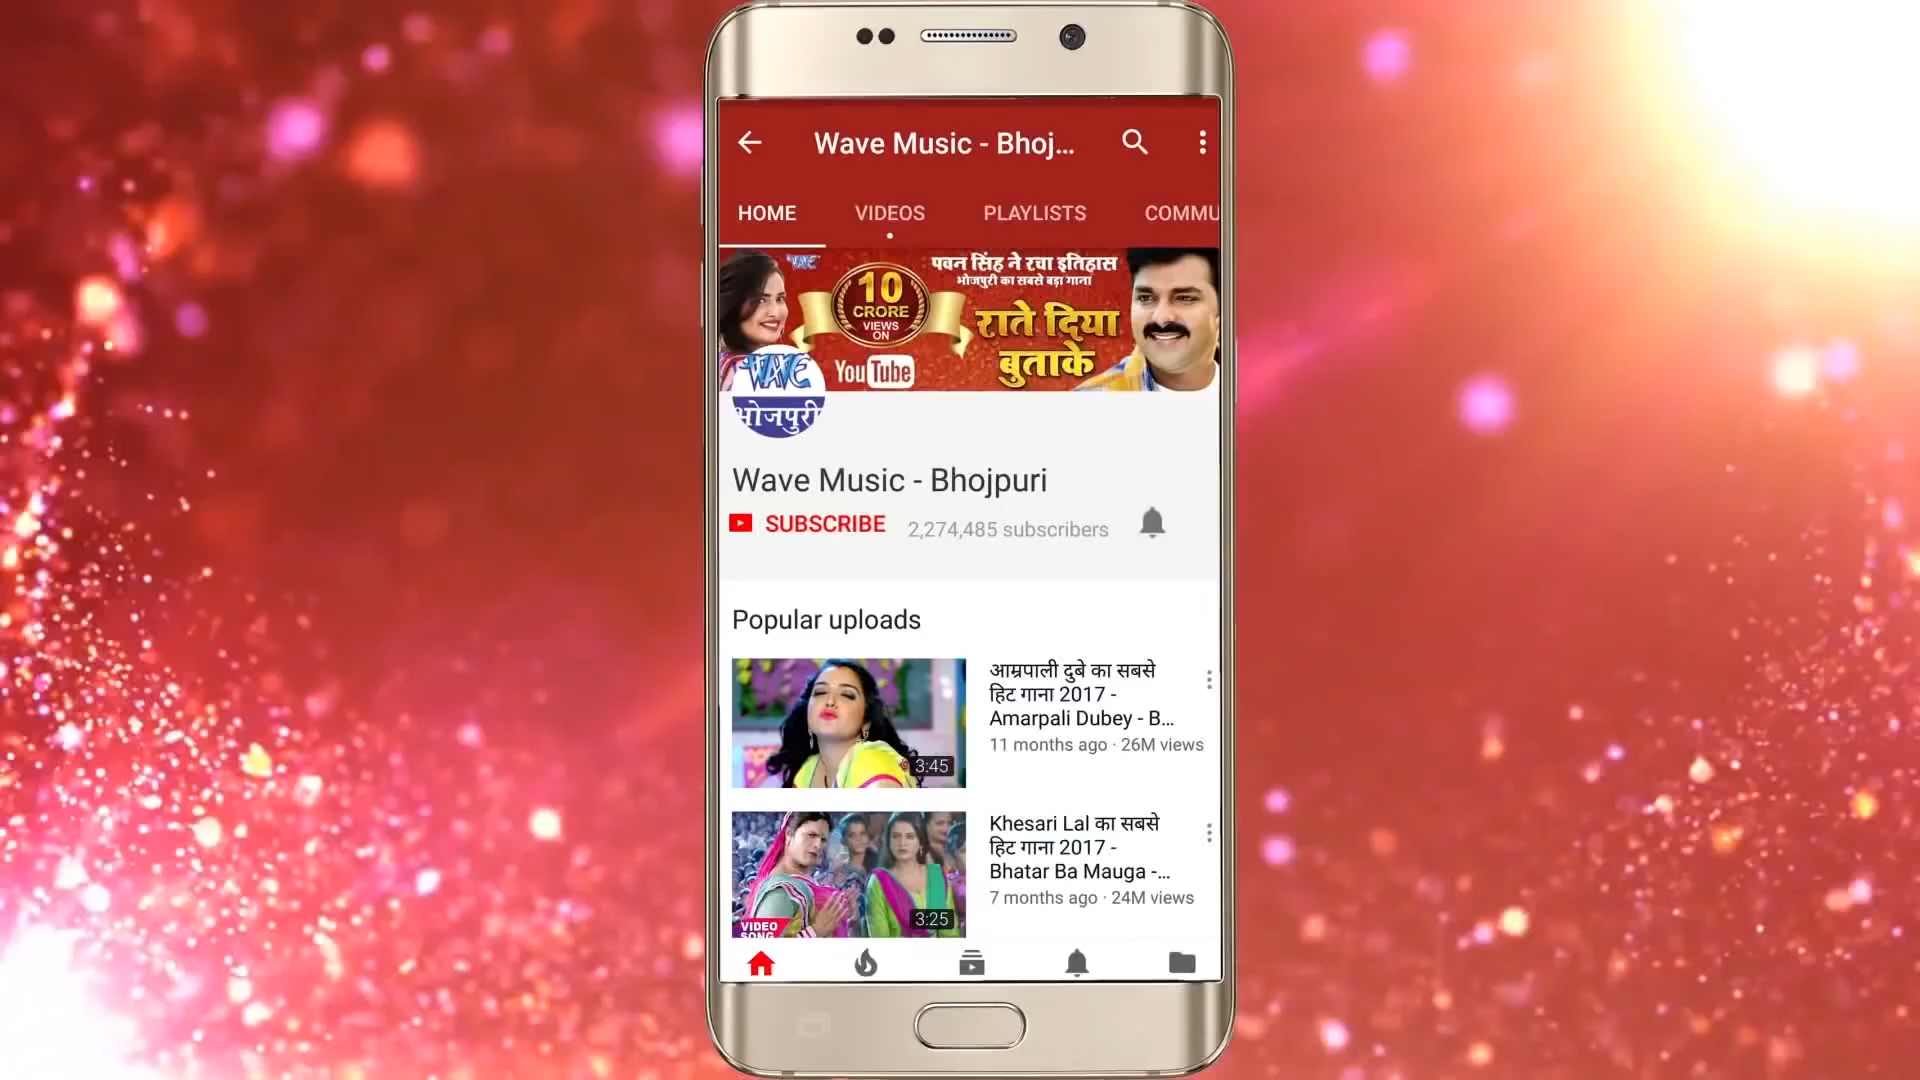 Wave Music - Bhoj...
HOME VIDEOS PLAYLISTS COMMU
WAVE
पवन सिंह ने रचा इतिहास
भोजपुरी का सबसे बड़ा गाना
10
CRORE
VIEWS
ON
YouTube
राते दिया
बुताके
WAVE
भोजपुरी
Wave Music - Bhojpuri
SUBSCRIBE 2,274,485 subscribers
Popular uploads
आम्रपाली दुबे का सबसे
हिट गाना 2017 -
Amarpali Dubey - B...
11 months ago · 26M views
3:45
Khesari Lal का सबसे
हिट गाना 2017 -
Bhatar Ba Mauga -...
7 months ago · 24M views
3:25
VIDEO
SONG